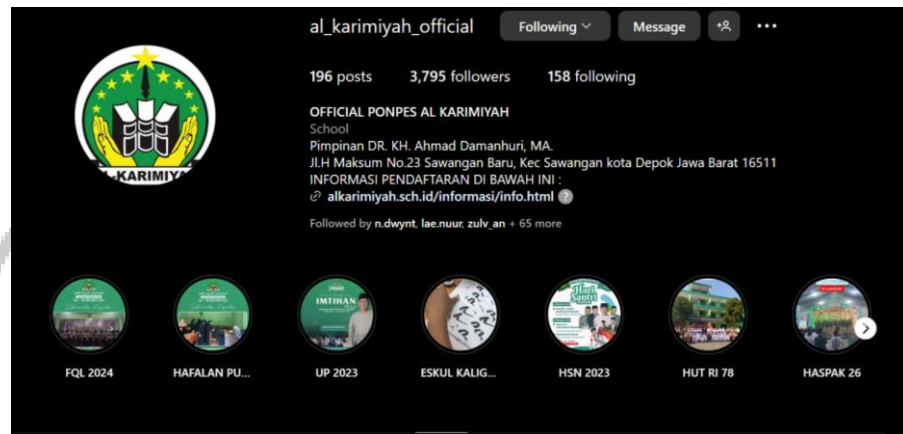 al_karimiyah_official Following Message
196 posts 3,795 followers 158 following
OFFICIAL PONPES AL KARIMIYAH
School
Pimpinan DR. KH. Ahmad Damanhuri, MA.
Jl.H Maksum No.23 Sawangan Baru, Kec Sawangan kota Depok Jawa Barat 16511
INFORMASI PENDAFTARAN DI BAWAH INI :
alkarimiyah.sch.id/informasi/info.html ?
Followed by n.dwynt, lae.nuur, zulv_an + 65 more
L-KARIMIYA
IMTIHAN
Hari
Santri
FQL 2024 HAFALAN PU... UP 2023 ESKUL KALIG... HSN 2023 HUT RI 78 HASPAK 26